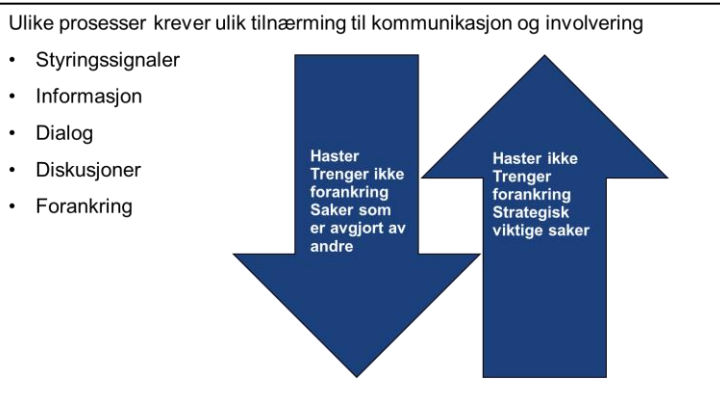 Ulike prosesser krever ulik tilnærming til kommunikasjon og involvering
• Styringssignaler
• Informasjon
• Dialog
• Diskusjoner
• Forankring
Haster
Trenger ikke
forankring
Saker som
er avgjort av
andre
Haster ikke
Trenger
forankring
Strategisk
viktige saker